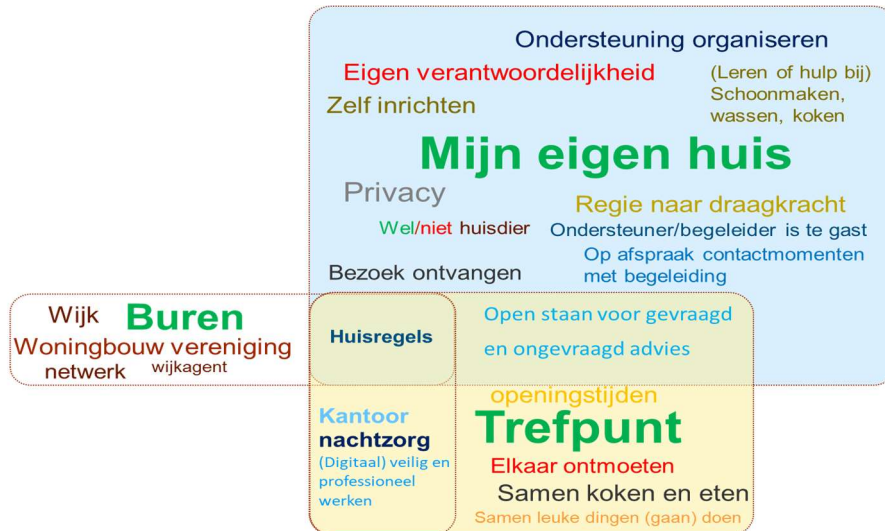 Ondersteuning organiseren
Eigen verantwoordelijkheid
(Leren of hulp bij)
Schoonmaken,
wassen, koken
Zelf inrichten
Mijn eigen huis
Privacy
Regie naar draagkracht
Wel/niet huisdier
Ondersteuner/begeleider is te gast
Op afspraak contactmomenten
met begeleiding
Bezoek ontvangen
Wijk
Buren
Woningbouw vereniging
netwerk
wijkagent
Huisregels
Open staan voor gevraagd
en ongevraagd advies
openingstijden
Kantoor
nachtzorg
(Digitaal) veilig en
professioneel
werken
Trefpunt
Elkaar ontmoeten
Samen koken en eten
Samen leuke dingen (gaan) doen